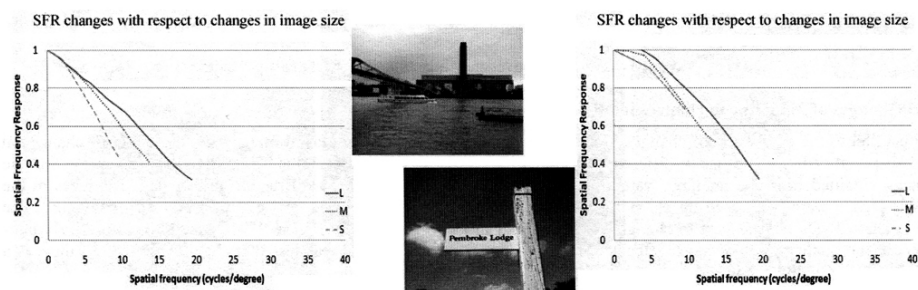 SFR changes with respect to changes in image size
Spatial Frequency Response
1
0.8
0.6
0.4
0.2
0
L
M
S
0 5 10 15 20 25 30 35 40
Spatial frequency (cycles/degree)
Pembroke Lodge
SFR changes with respect to changes in image size
Spatial Frequency Response
1
0.8
0.6
0.4
0.2
0
L
M
S
0 5 10 15 20 25 30 35 40
Spatial frequency (cycles/degree)